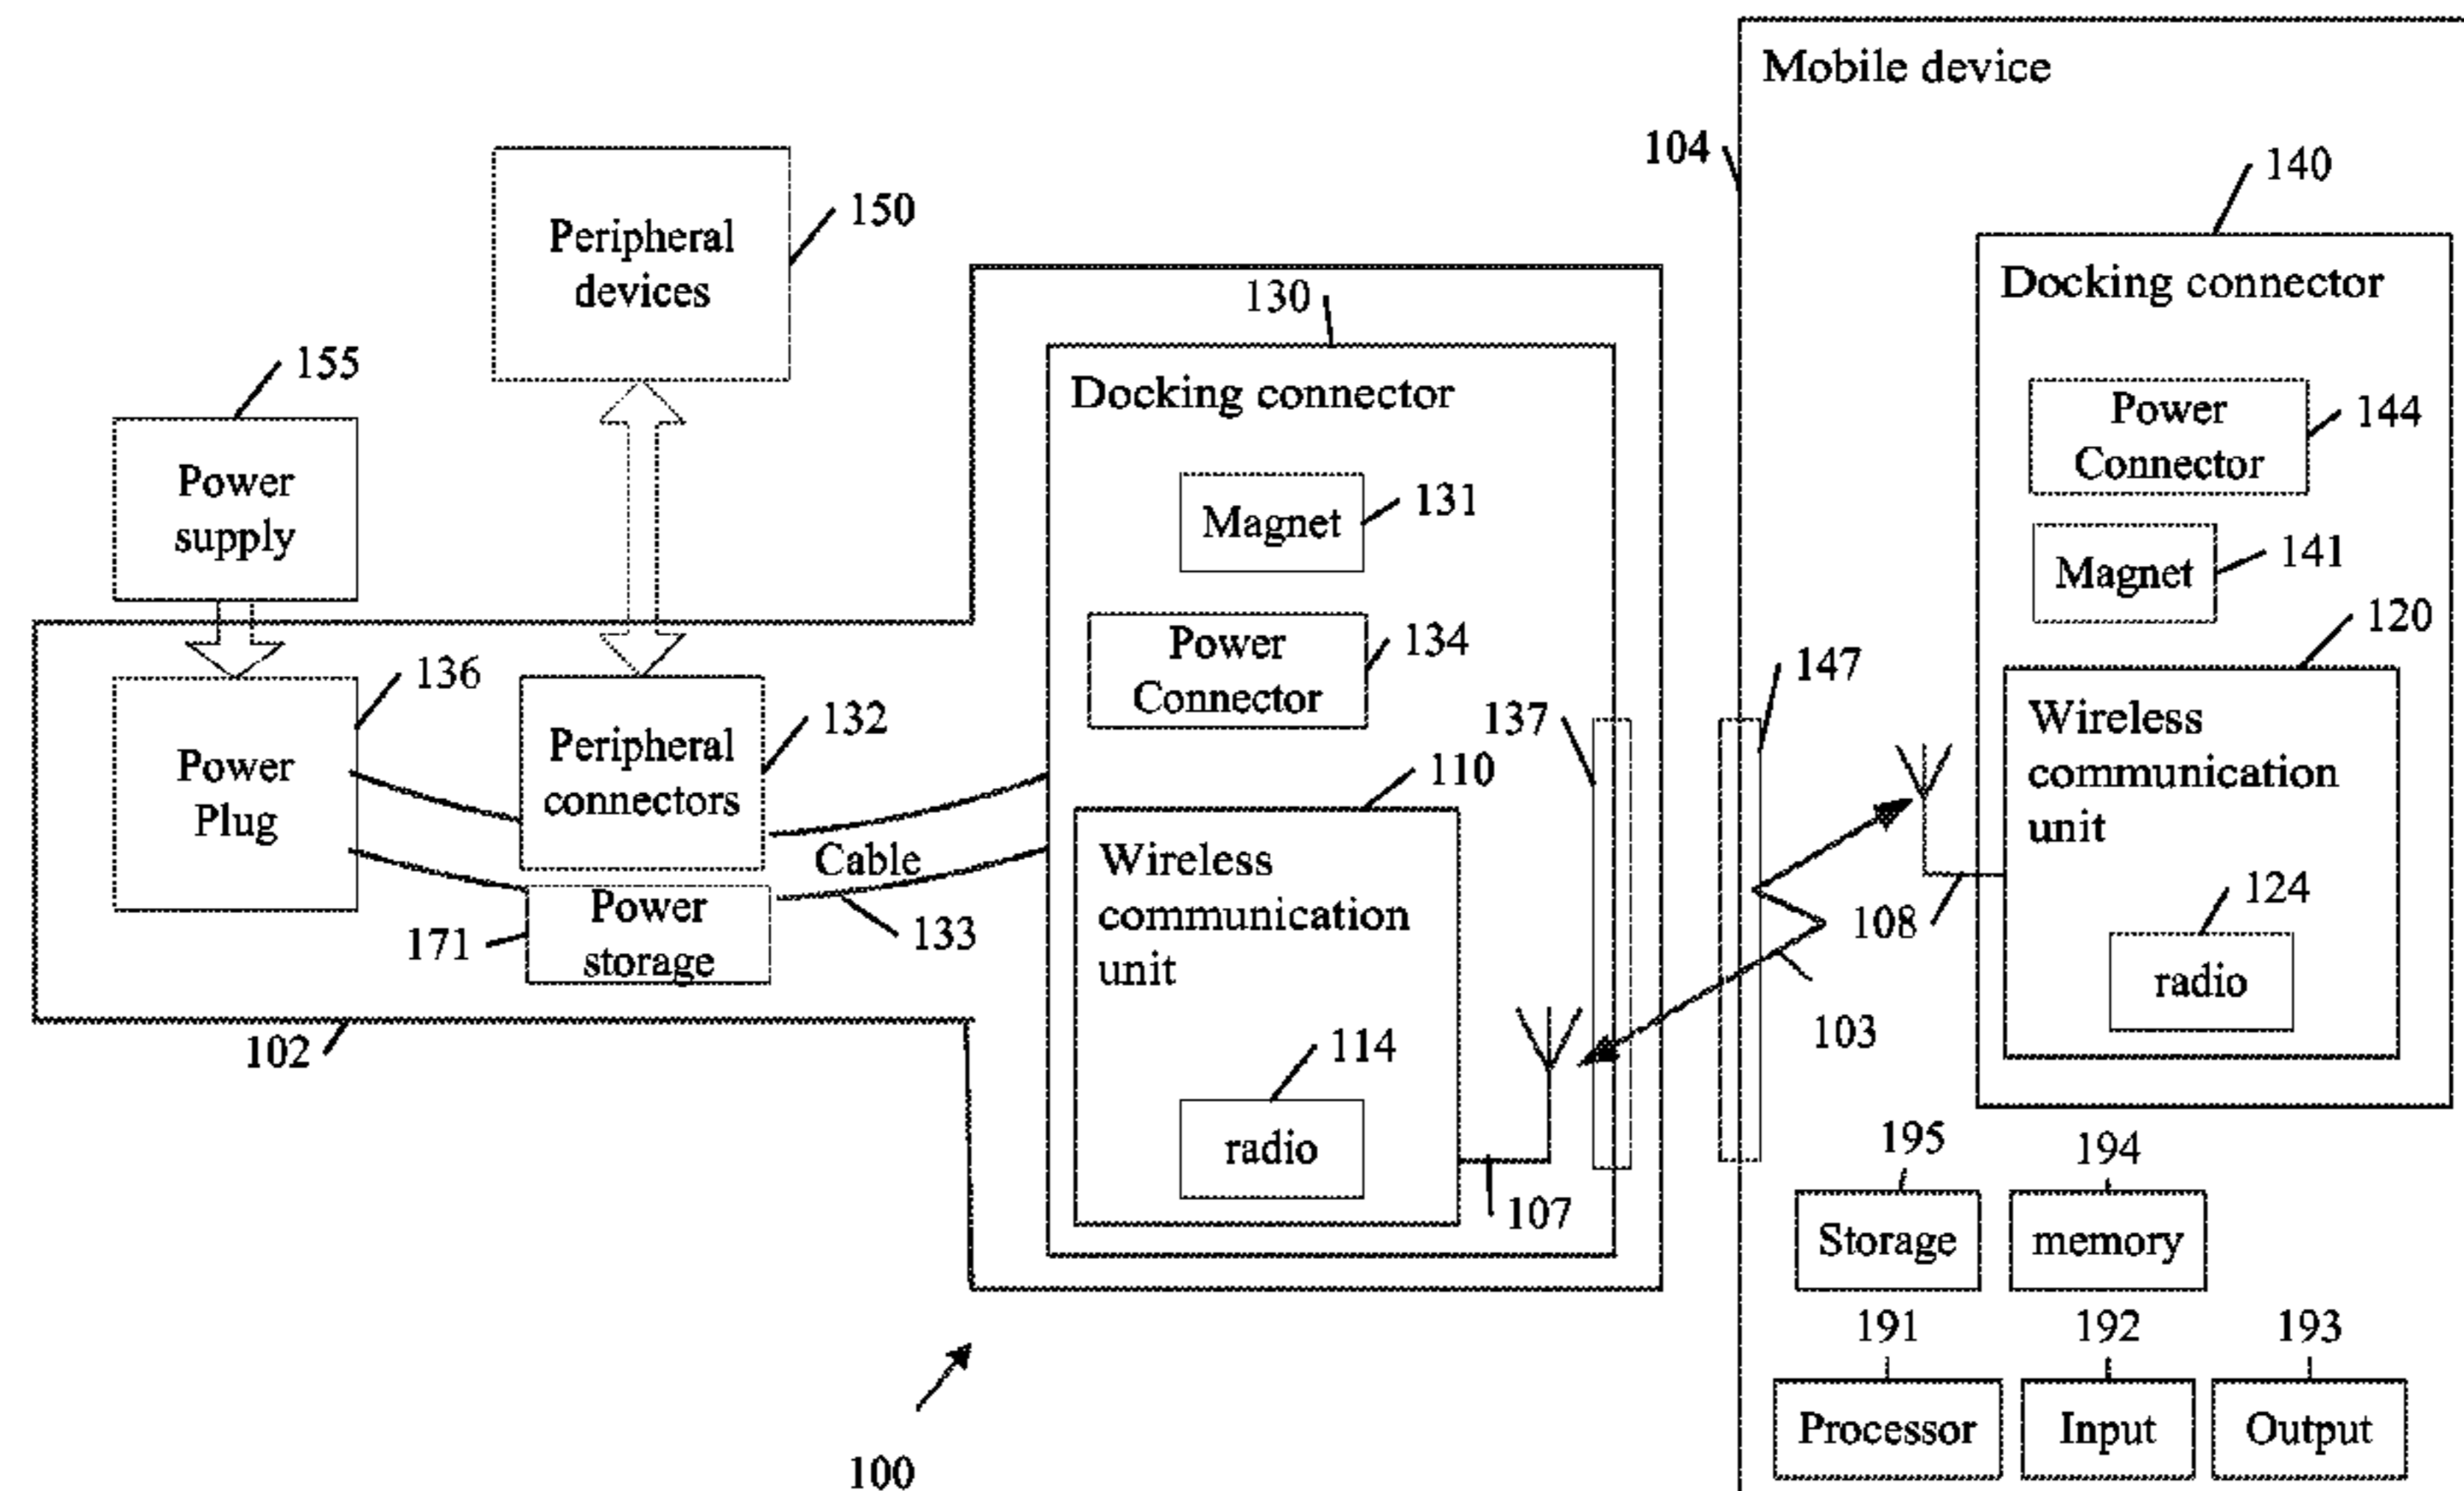 Mobile device
104
140
Docking connector
Power
Connector
144
Magnet
141
120
Wireless
communication
unit
124
radio
108
147
103
Peripheral
devices
150
155
Power
supply
136
Power
Plug
Peripheral
connectors
132
Cable
133
Power
storage
171
102
130
Docking connector
Magnet
131
Power
Connector
134
137
110
Wireless
communication
unit
114
radio
107
195
194
Storage
memory
191
192
193
Processor
Input
Output
100